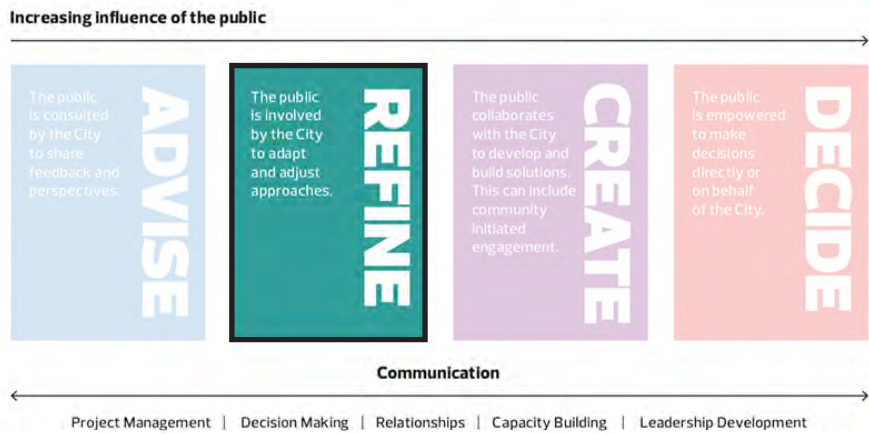 Increasing influence of the public
The public
is consulted
by the City
to share
feedback and
perspectives.
ADVISE
The public
is involved
by the City
to adapt
and adjust
approaches.
REFINE
The public
collaborates
with the City
to develop and
build solutions.
This can include
community
initiated
engagement.
CREATE
The public
is empowered
to make
decisions
directly or
on behalf
of the City.
DECIDE
Communication
Project Management | Decision Making | Relationships | Capacity Building | Leadership Development